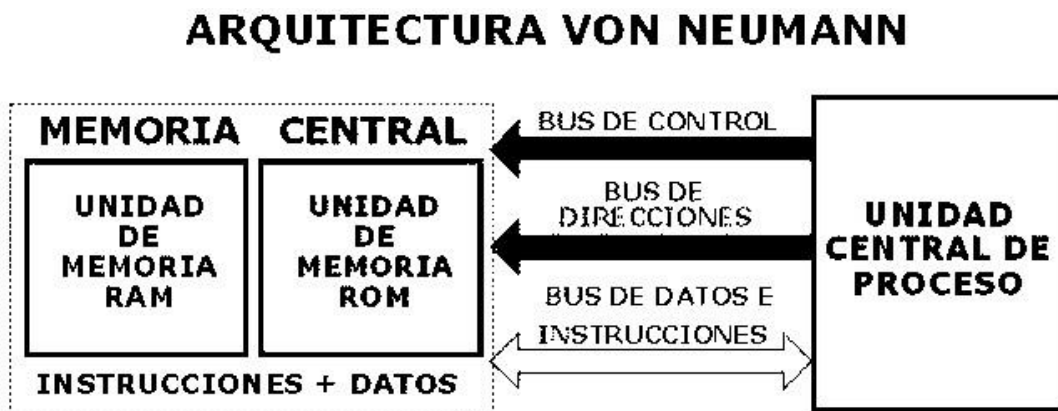 ARQUITECTURA VON NEUMANN
MEMORIA CENTRAL
UNIDAD
DE
MEMORIA
RAM
UNIDAD
DE
MEMORIA
ROM
INSTRUCCIONES + DATOS
BUS DE CONTROL
BUS DE
DIRECCIONES
BUS DE DATOS E
INSTRUCCIONES
UNIDAD
CENTRAL DE
PROCESO